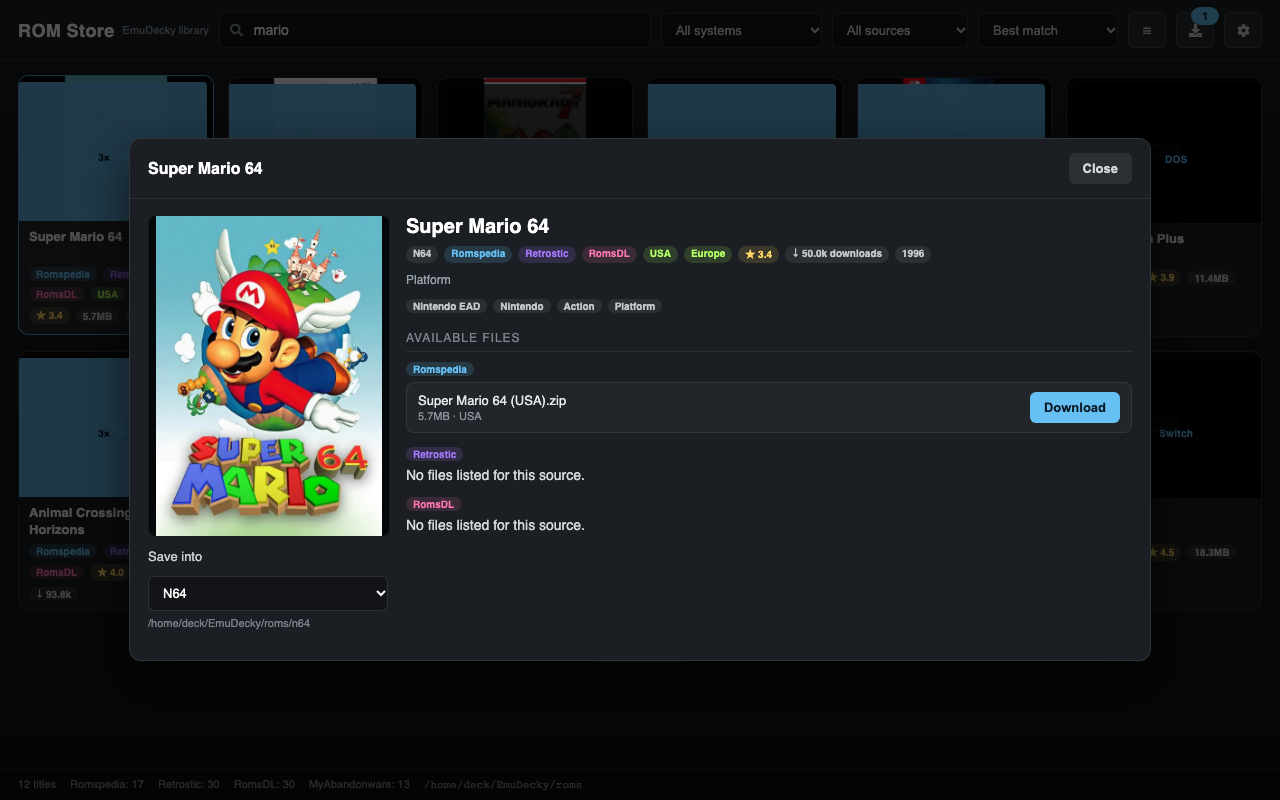 ROM Store EmuDecky library mario All systems All sources Best match 1
MARIOKART 7
3x DOS
Super Mario 64
Close
Super Mario 64
SUPER MARIO 64
Super Mario 64
N64 Romspedia Retrostic RomsDL USA Europe ★ 3.4 ↓ 50.0k downloads 1996
Platform
Nintendo EAD Nintendo Action Platform
AVAILABLE FILES
Romspedia
Super Mario 64 (USA).zip
5.7MB · USA
Download
Retrostic
No files listed for this source.
RomsDL
No files listed for this source.
Save into
N64
/home/deck/EmuDecky/roms/n64
Romspedia
RomsDL USA
★ 3.4 5.7MB
Plus
★ 3.9 11.4MB
3x Switch
Animal Crossing
Horizons
Romspedia
RomsDL ★ 4.0
↓ 93.8k
★ 4.5 18.3MB
12 titles Romspedia: 17 Retrostic: 30 RomsDL: 30 MyAbandonware: 13 /home/deck/EmuDecky/roms